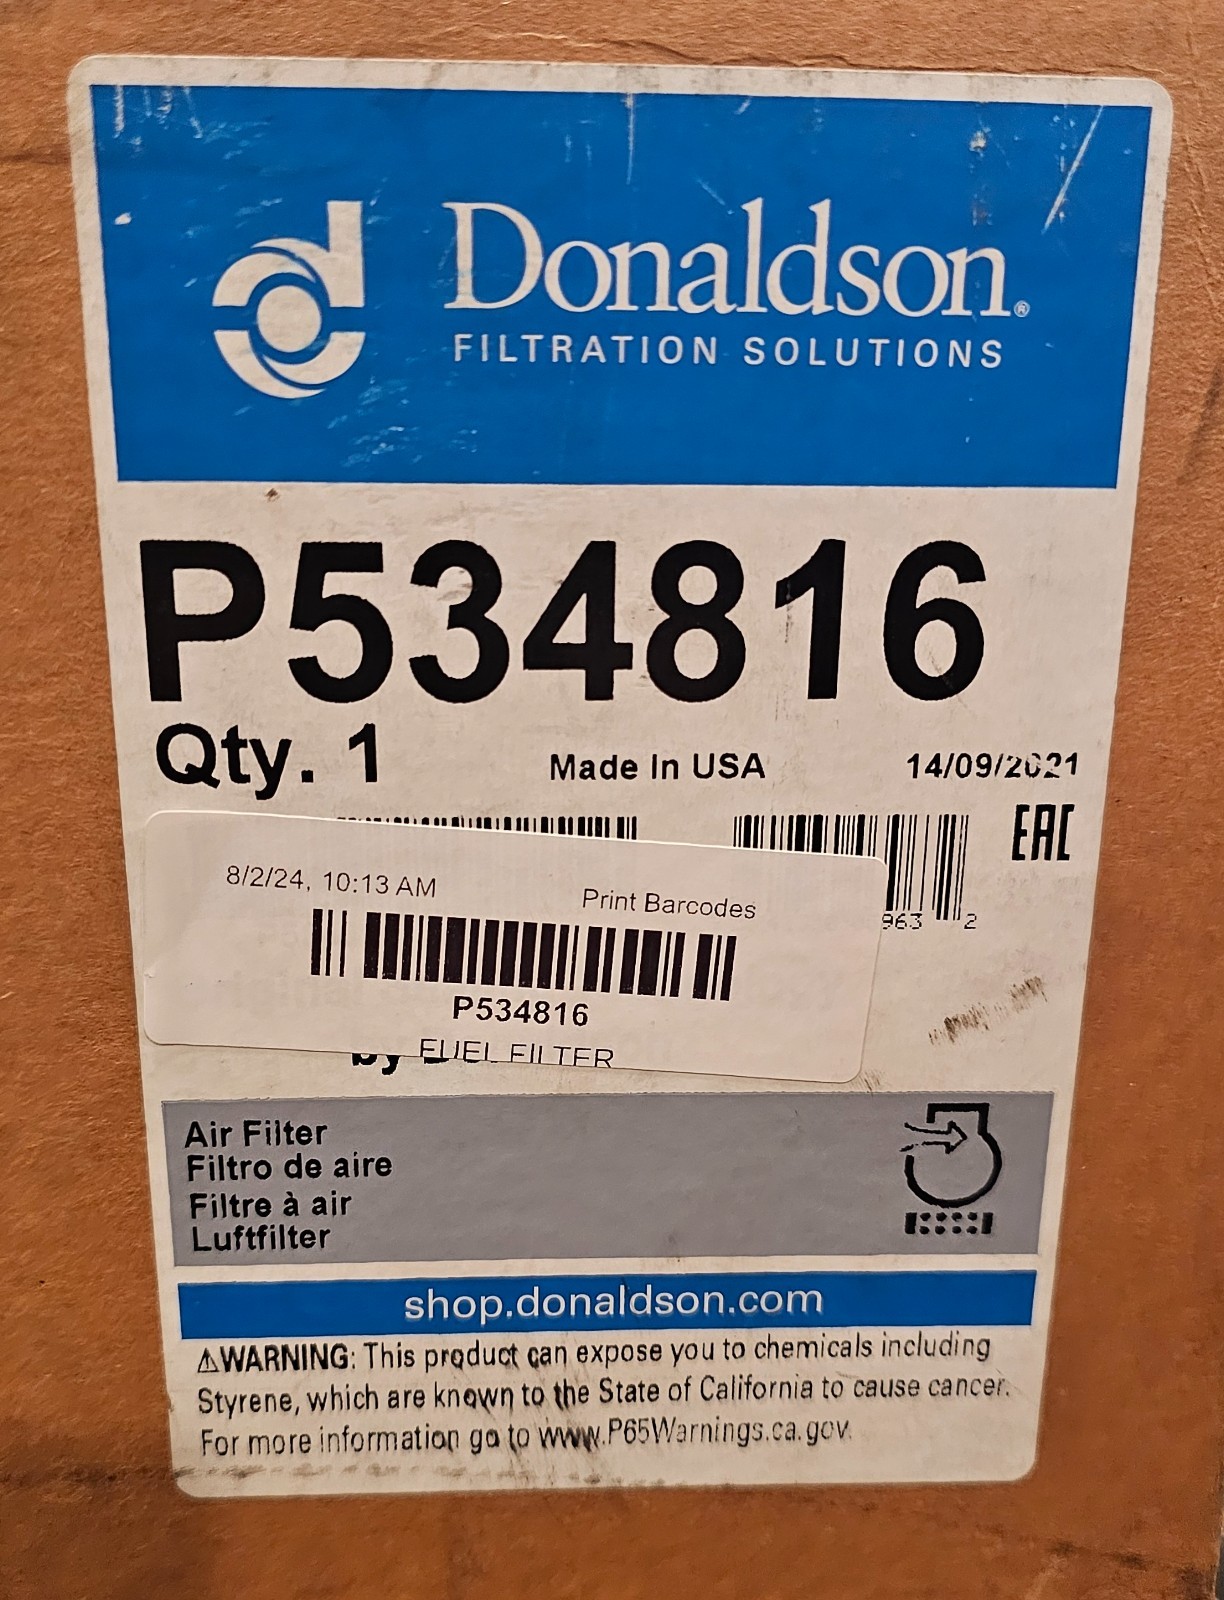 Donaldson®
FILTRATION SOLUTIONS
P534816
Qty. 1
Made In USA
14/09/2021
EAC
963 2
8/2/24, 10:13 AM
Print Barcodes
P534816
FUEL FILTER
by
Air Filter
Filtro de aire
Filtre à air
Luftfilter
shop.donaldson.com
⚠WARNING: This product can expose you to chemicals including
Styrene, which are known to the State of California to cause cancer.
For more information go to www.P65Warnings.ca.gov.